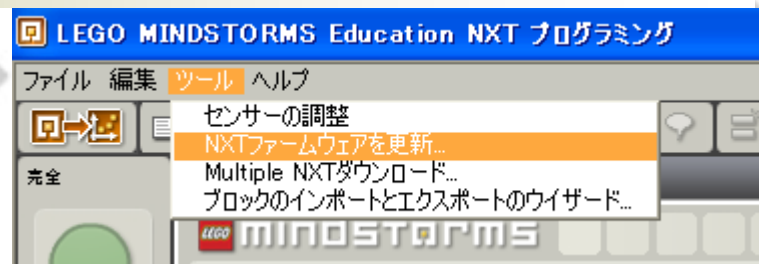 LEGO MINDSTORMS Education NXT プログラミング
ファイル 編集 ツール ヘルプ
センサーの調整
NXTファームウェアを更新...
Multiple NXTダウンロード...
ブロックのインポートとエクスポートのウイザード...
完全
LEGO mindstorms